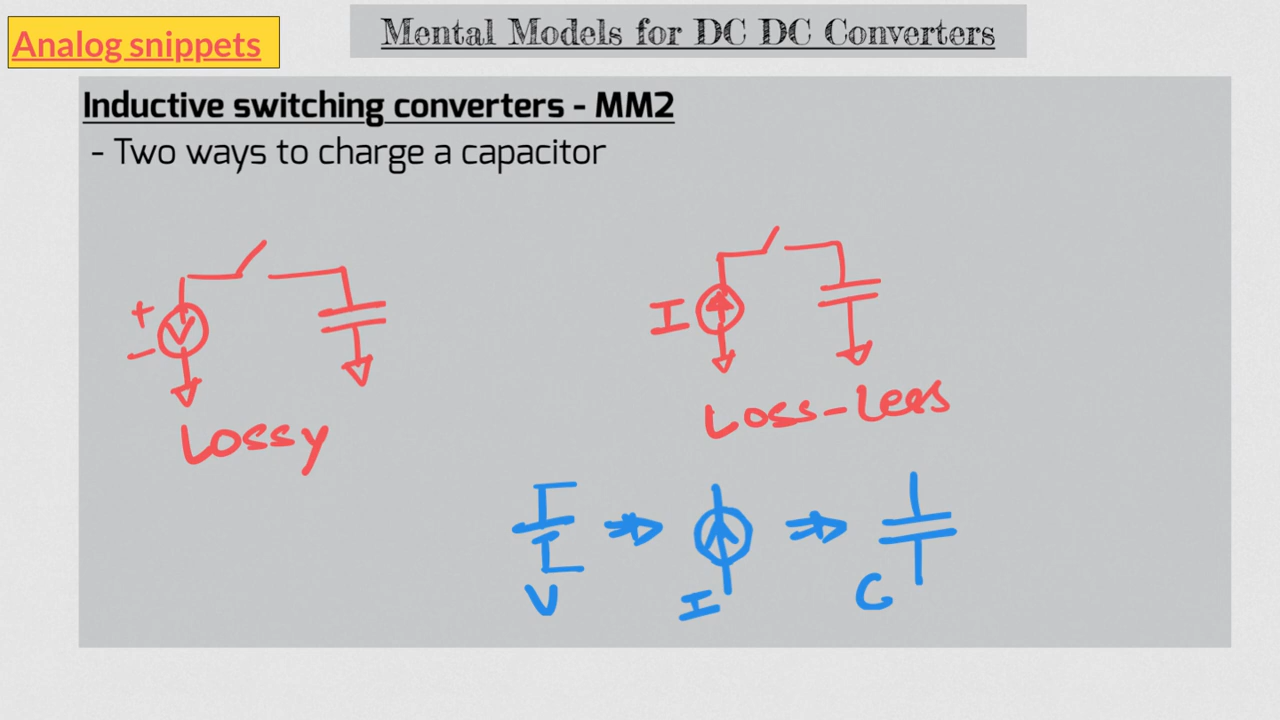 Analog snippets
Mental Models for DC DC Converters
Inductive switching converters - MM2
- Two ways to charge a capacitor
+
V
-
Lossy
I
Loss-Less
V
I
C